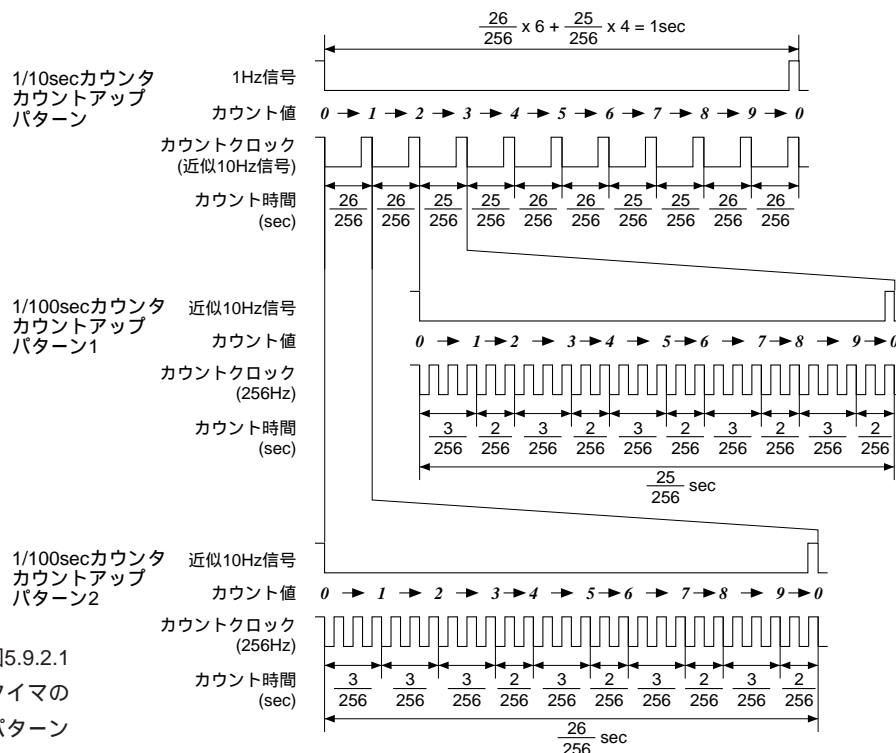 26/256 x 6 + 25/256 x 4 = 1sec
1/10secカウンタ
カウントアップ
パターン
1Hz信号
カウント値
0 → 1 → 2 → 3 → 4 → 5 → 6 → 7 → 8 → 9 → 0
カウントクロック
(近似10Hz信号)
カウント時間
(sec)
26/256 26/256 25/256 25/256 26/256 26/256 25/256 25/256 26/256 26/256
1/100secカウンタ
カウントアップ
パターン1
近似10Hz信号
カウント値
0 → 1 → 2 → 3 → 4 → 5 → 6 → 7 → 8 → 9 → 0
カウントクロック
(256Hz)
カウント時間
(sec)
3/256 2/256 3/256 2/256 3/256 2/256 3/256 2/256 3/256 2/256
25/256 sec
1/100secカウンタ
カウントアップ
パターン2
近似10Hz信号
カウント値
0 → 1 → 2 → 3 → 4 → 5 → 6 → 7 → 8 → 9 → 0
カウントクロック
(256Hz)
カウント時間
(sec)
3/256 3/256 3/256 2/256 3/256 2/256 3/256 2/256 3/256 2/256
26/256 sec
図5.9.2.1
タイマの
パターン